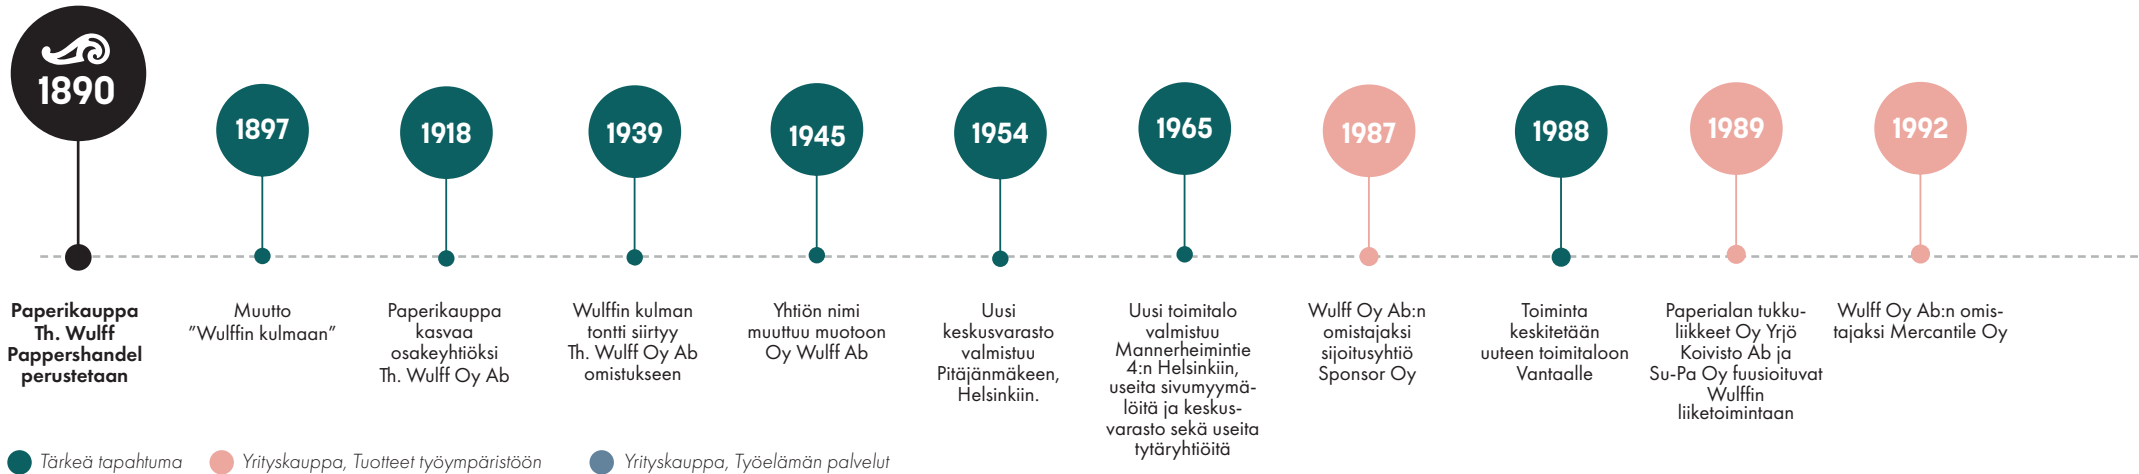 1890
Paperikauppa
Th. Wulff
Pappershandel
perustetaan
1897
Muutto
”Wulffin kulmaan”
1918
Paperikauppa
kasvaa
osakeyhtiöksi
Th. Wulff Oy Ab
1939
Wulffin kulman
tontti siirtyy
Th. Wulff Oy Ab
omistukseen
1945
Yhtiön nimi
muuttuu muotoon
Oy Wulff Ab
1954
Uusi
keskusvarasto
valmistuu
Pitäjänmäkeen,
Helsinkiin.
1965
Uusi toimitalo
valmistuu
Mannerheimintie
4:n Helsinkiin,
useita sivumyymä-
löitä ja keskus-
varasto sekä useita
tytäryhtiöitä
1987
Wulff Oy Ab:n
omistajaksi
sijoitusyhtiö
Sponsor Oy
1988
Toiminta
keskitetään
uuteen toimitaloon
Vantaalle
1989
Paperialan tukku-
liikkeet Oy Yrjö
Koivisto Ab ja
Su-Pa Oy fuusioituvat
Wulffin
liiketoimintaan
1992
Wulff Oy Ab:n omis-
tajaksi Mercantile Oy
Tärkeä tapahtuma
Yrityskauppa, Tuotteet työympäristöön
Yrityskauppa, Työelämän palvelut